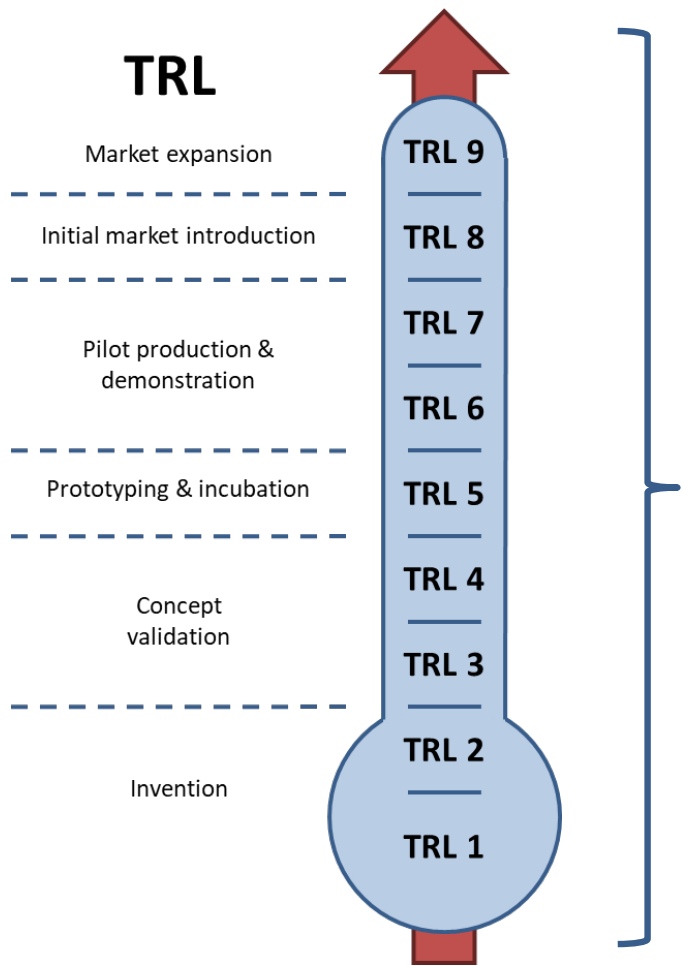 TRL
Market expansion
TRL 9
Initial market introduction
TRL 8
TRL 7
Pilot production &
demonstration
TRL 6
Prototyping & incubation
TRL 5
TRL 4
Concept
validation
TRL 3
TRL 2
Invention
TRL 1